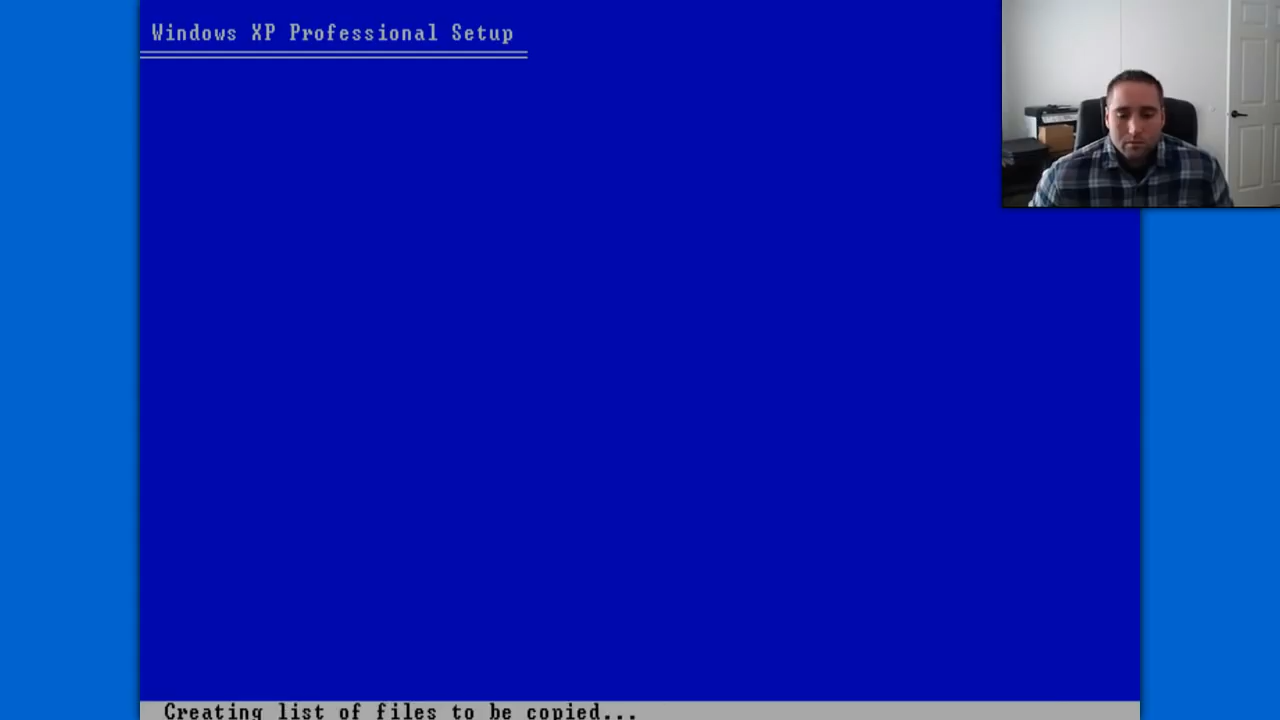 Windows XP Professional Setup
Creating list of files to be copied...